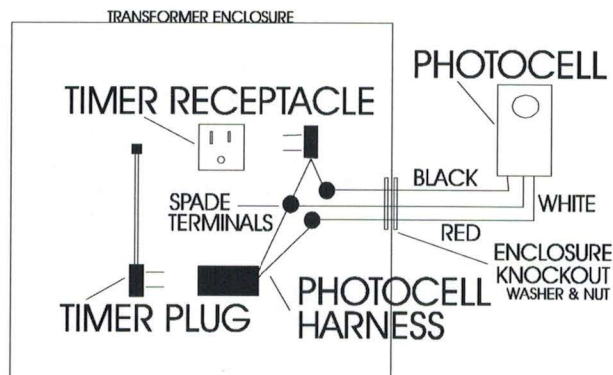 TRANSFORMER ENCLOSURE
PHOTOCELL
TIMER RECEPTACLE
BLACK
SPADE
TERMINALS
WHITE
RED
ENCLOSURE
KNOCKOUT
WASHER & NUT
PHOTOCELL
HARNESS
TIMER PLUG